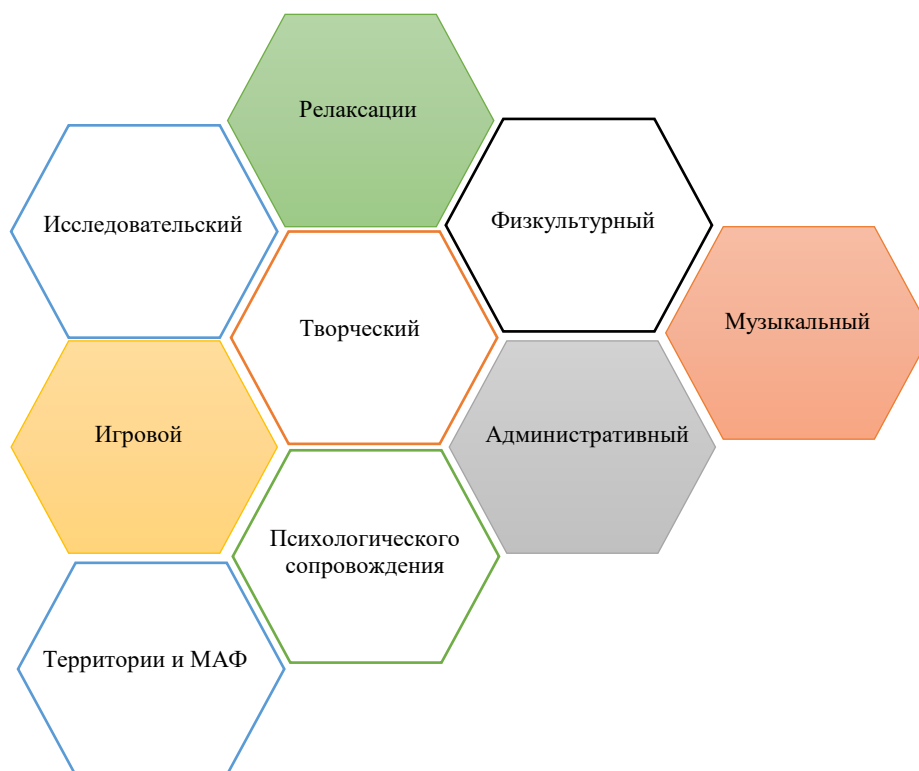 Релаксации
Исследовательский
Физкультурный
Музыкальный
Творческий
Игровой
Административный
Психологического
сопровождения
Территории и МАФ